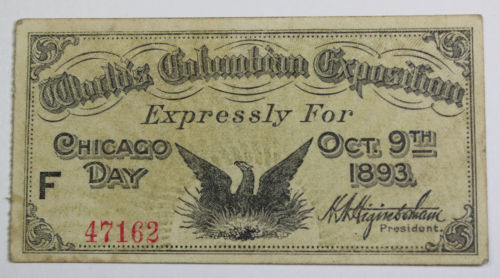 World's Columbian Exposition
Expressly For
CHICAGO DAY
OCT. 9TH 1893.
F
47162
H. N. Higinbotham
President.